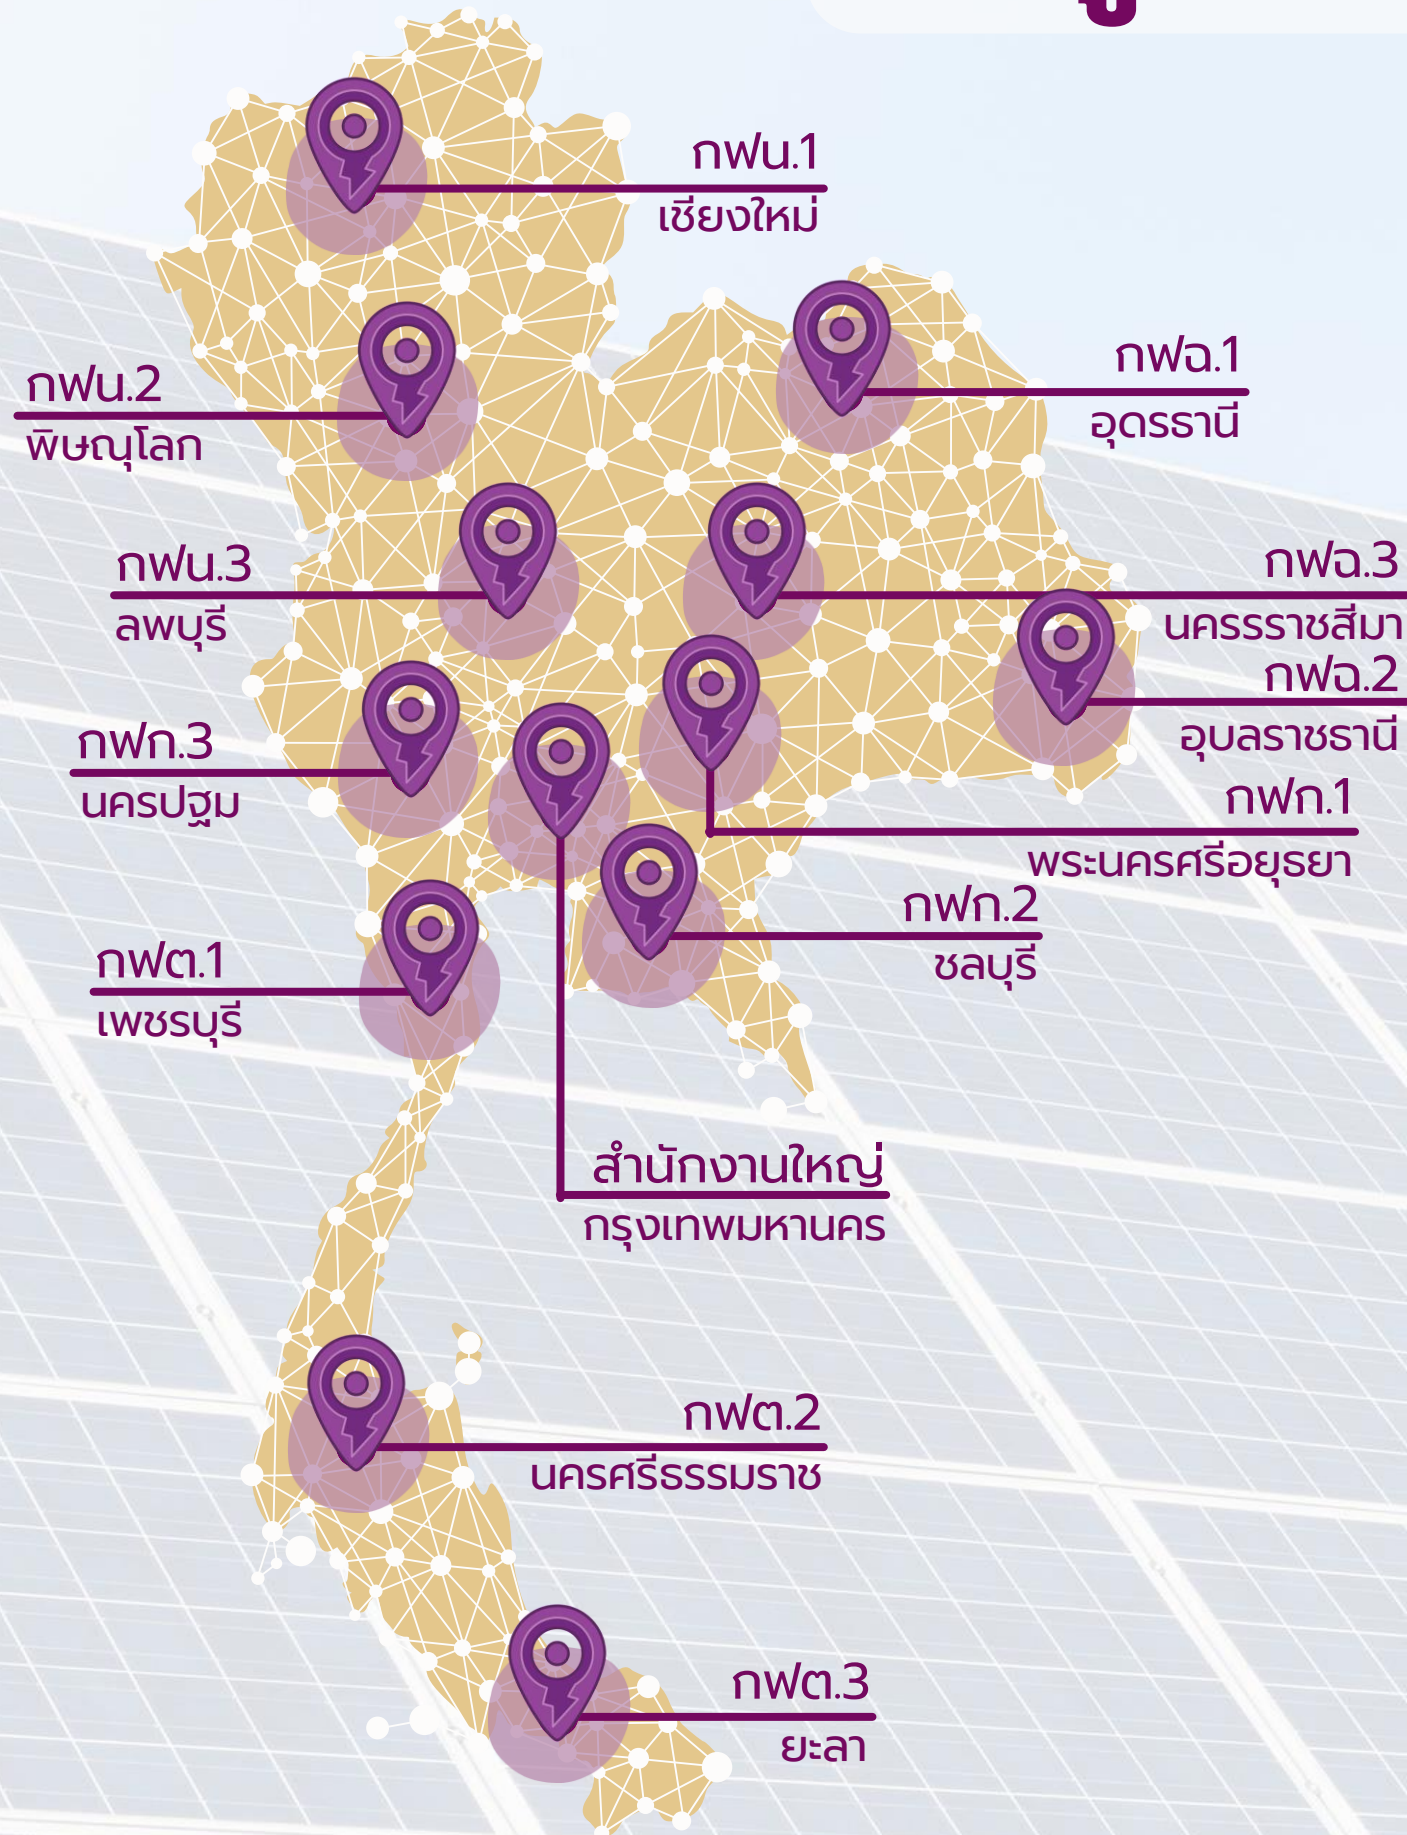 กฟน.1
เชียงใหม่
กฟฉ.1
อุดรธานี
กฟน.2
พิษณุโลก
กฟน.3
ลพบุรี
กฟฉ.3
นครรราชสีมา
กฟฉ.2
อุบลราชธานี
กฟก.3
นครปฐม
กฟก.1
พระนครศรีอยุธยา
กฟก.2
ชลบุรี
กฟต.1
เพชรบุรี
สำนักงานใหญ่
กรุงเทพมหานคร
กฟต.2
นครศรีธรรมราช
กฟต.3
ยะลา